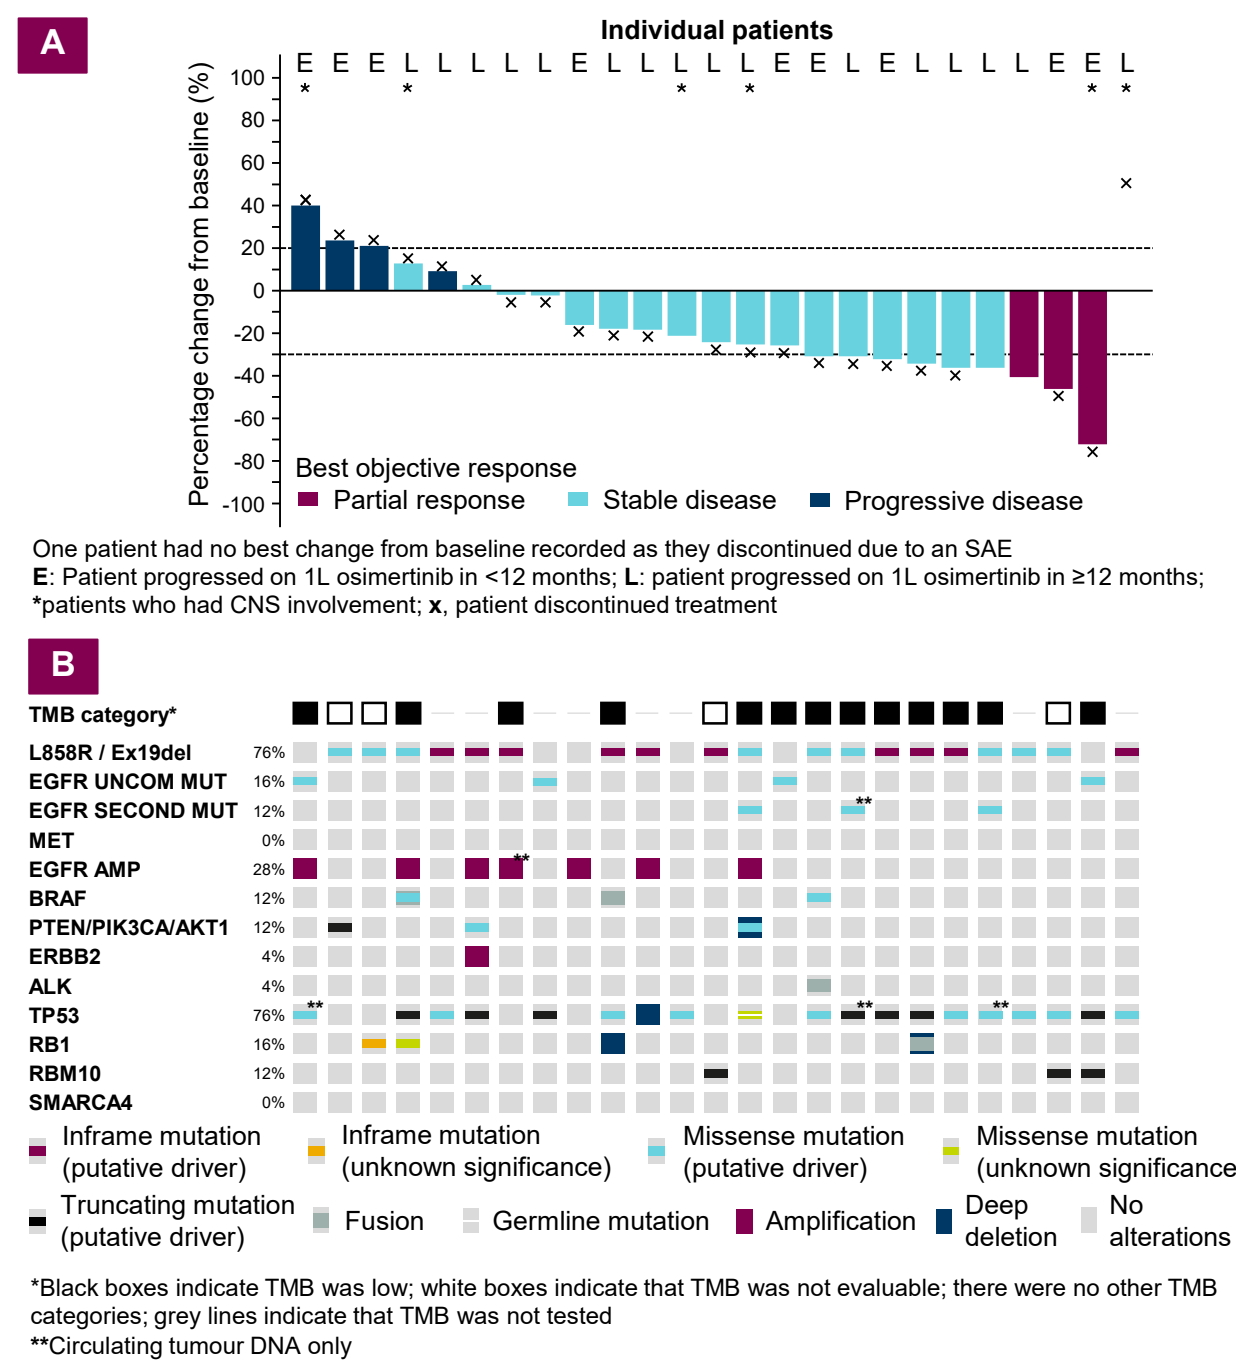 A
Individual patients
E E E L L L L L E L L L L L E E L E L L L L E E L
* * * * * *
Percentage change from baseline (%)
100
80
60
40
20
0
-20
-40
-60
-80
-100
× × × × × × × × × × × × × × × × × × × × × × ×
Best objective response
Partial response Stable disease Progressive disease
One patient had no best change from baseline recorded as they discontinued due to an SAE
E: Patient progressed on 1L osimertinib in <12 months; L: patient progressed on 1L osimertinib in ≥12 months;
*patients who had CNS involvement; x, patient discontinued treatment
B
TMB category*
L858R / Ex19del 76%
EGFR UNCOM MUT 16%
EGFR SECOND MUT 12% **
MET 0%
EGFR AMP 28% **
BRAF 12%
PTEN/PIK3CA/AKT1 12%
ERBB2 4%
ALK 4%
TP53 76% ** ** **
RB1 16%
RBM10 12%
SMARCA4 0%
Inframe mutation (putative driver)
Inframe mutation (unknown significance)
Missense mutation (putative driver)
Missense mutation (unknown significance
Truncating mutation (putative driver)
Fusion
Germline mutation
Amplification
Deep deletion
No alterations
*Black boxes indicate TMB was low; white boxes indicate that TMB was not evaluable; there were no other TMB
categories; grey lines indicate that TMB was not tested
**Circulating tumour DNA only